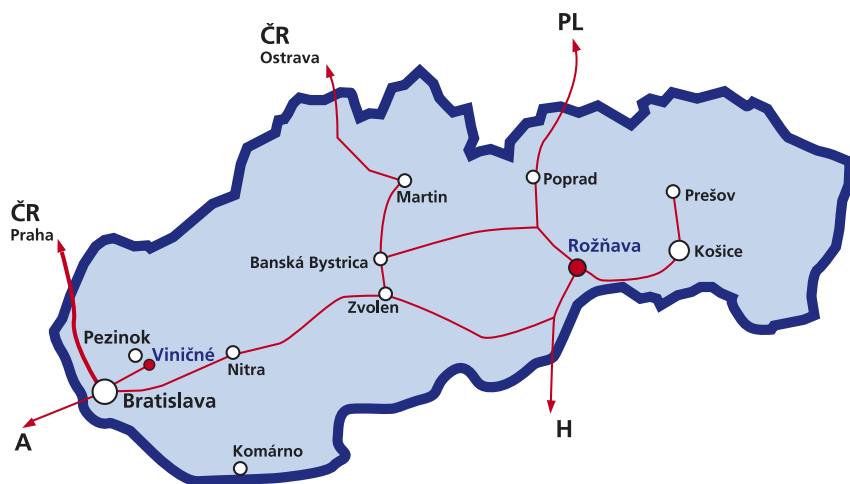 ČR
Ostrava
PL
Martin
Poprad
Prešov
ČR
Praha
Rožňava
Košice
Banská Bystrica
Zvolen
Pezinok
Viničné
Nitra
Bratislava
A
H
Komárno